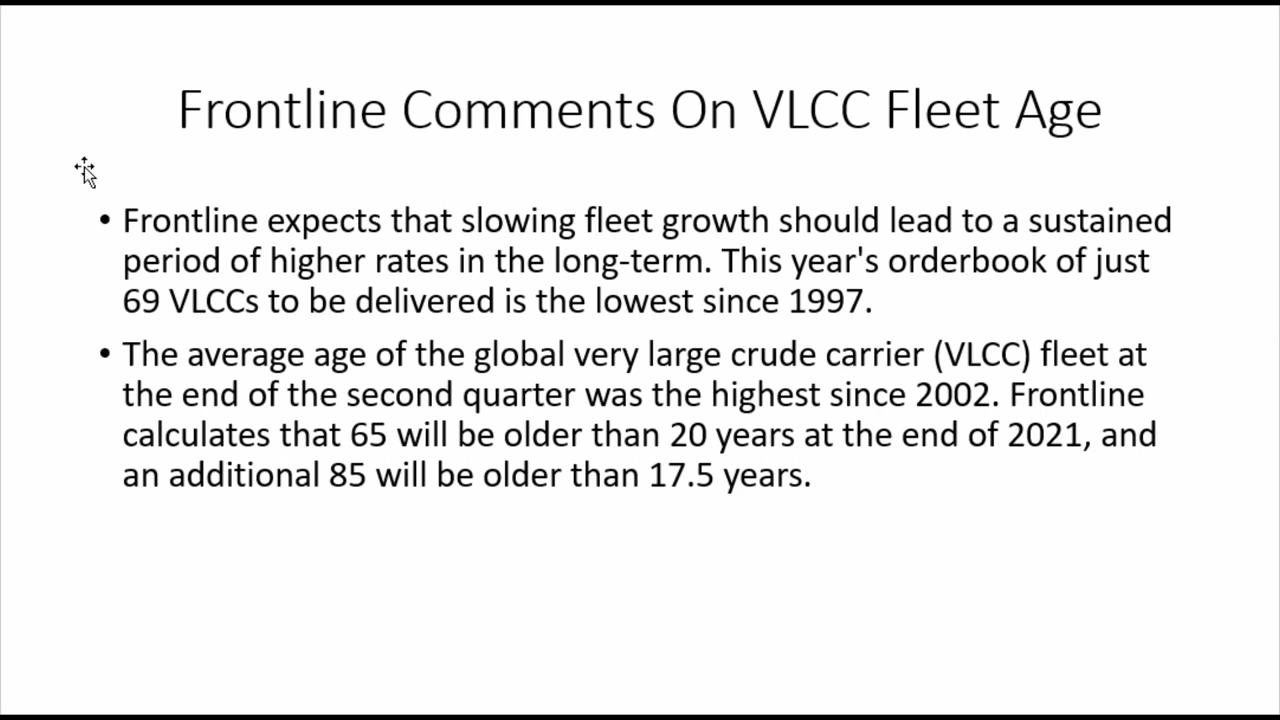 Frontline Comments On VLCC Fleet Age
• Frontline expects that slowing fleet growth should lead to a sustained
period of higher rates in the long-term. This year's orderbook of just
69 VLCCs to be delivered is the lowest since 1997.
• The average age of the global very large crude carrier (VLCC) fleet at
the end of the second quarter was the highest since 2002. Frontline
calculates that 65 will be older than 20 years at the end of 2021, and
an additional 85 will be older than 17.5 years.